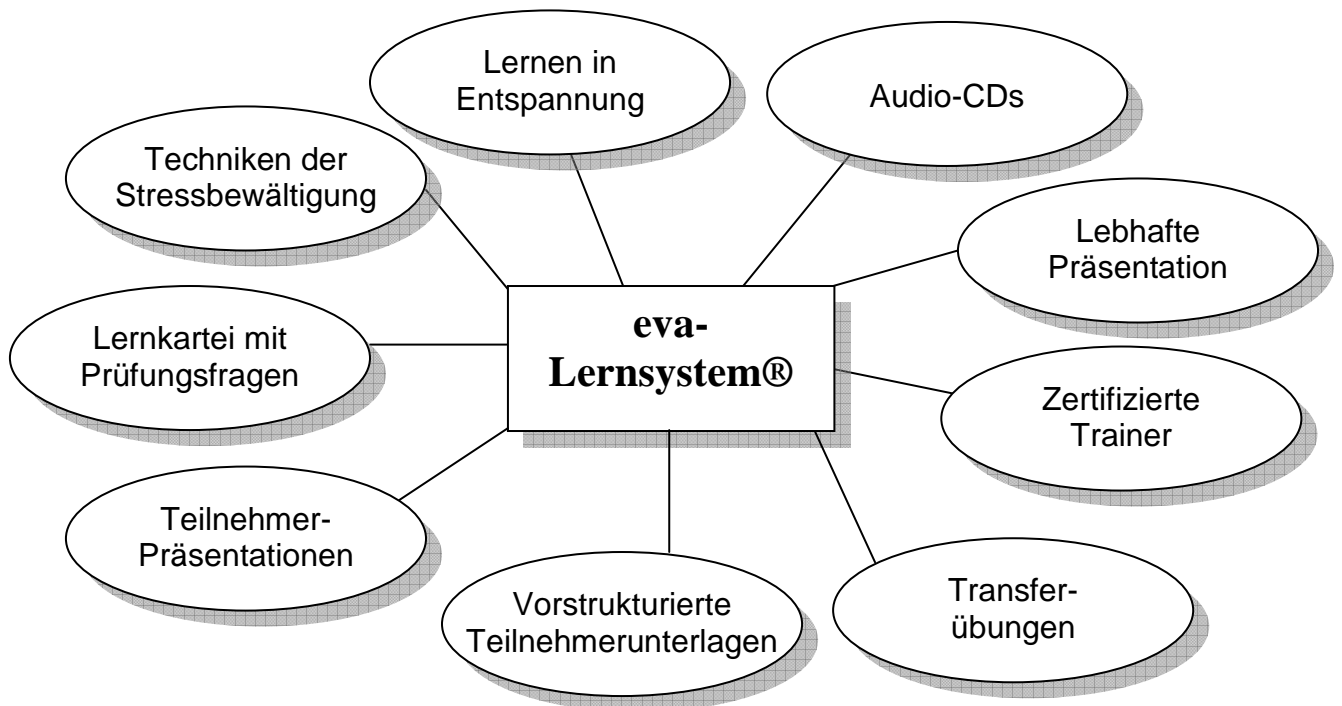 Lernen in
Entspannung
Audio-CDs
Techniken der
Stressbewältigung
Lebhafte
Präsentation
eva-
Lernsystem®
Lernkartei mit
Prüfungsfragen
Zertifizierte
Trainer
Teilnehmer-
Präsentationen
Vorstrukturierte
Teilnehmerunterlagen
Transfer-
übungen